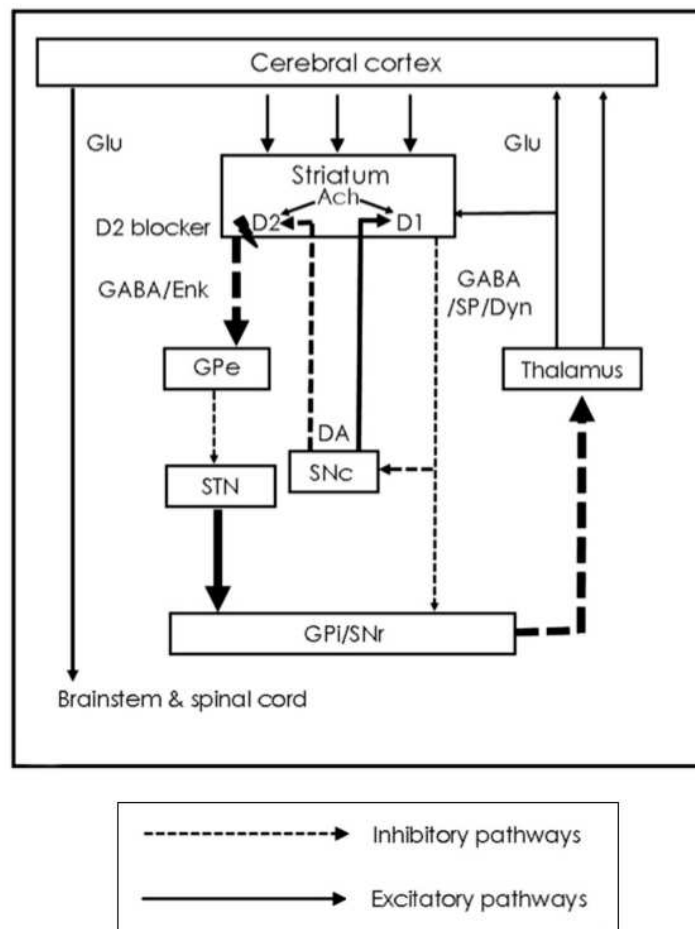 Cerebral cortex
Glu
Glu
Striatum
Ach
D2 blocker
D2
D1
GABA/Enk
GABA
/SP/Dyn
GPe
Thalamus
DA
STN
SNc
GPi/SNr
Brainstem & spinal cord
Inhibitory pathways
Excitatory pathways